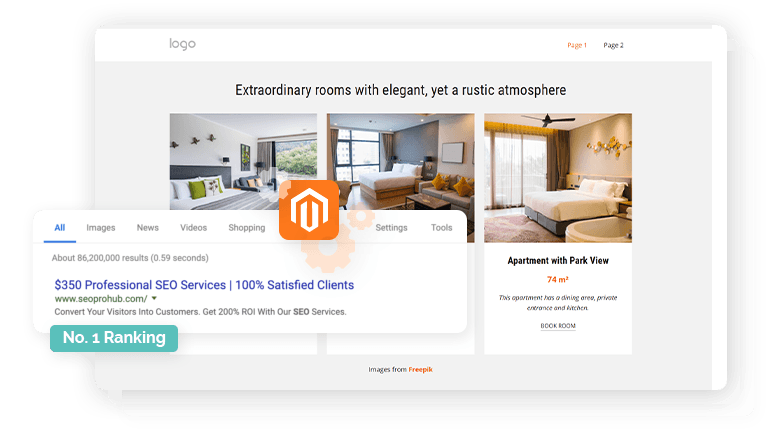 logo
Page 1 Page 2
Extraordinary rooms with elegant, yet a rustic atmosphere
All Images News Videos Shopping Settings Tools
About 86,200,000 results (0.59 seconds)
$350 Professional SEO Services | 100% Satisfied Clients
www.seoprohub.com/
Convert Your Visitors Into Customers. Get 200% ROI With Our SEO Services.
No. 1 Ranking
Apartment with Park View
74 m²
This apartment has a dining area, private
entrance and kitchen.
BOOK ROOM
Images from Freepik